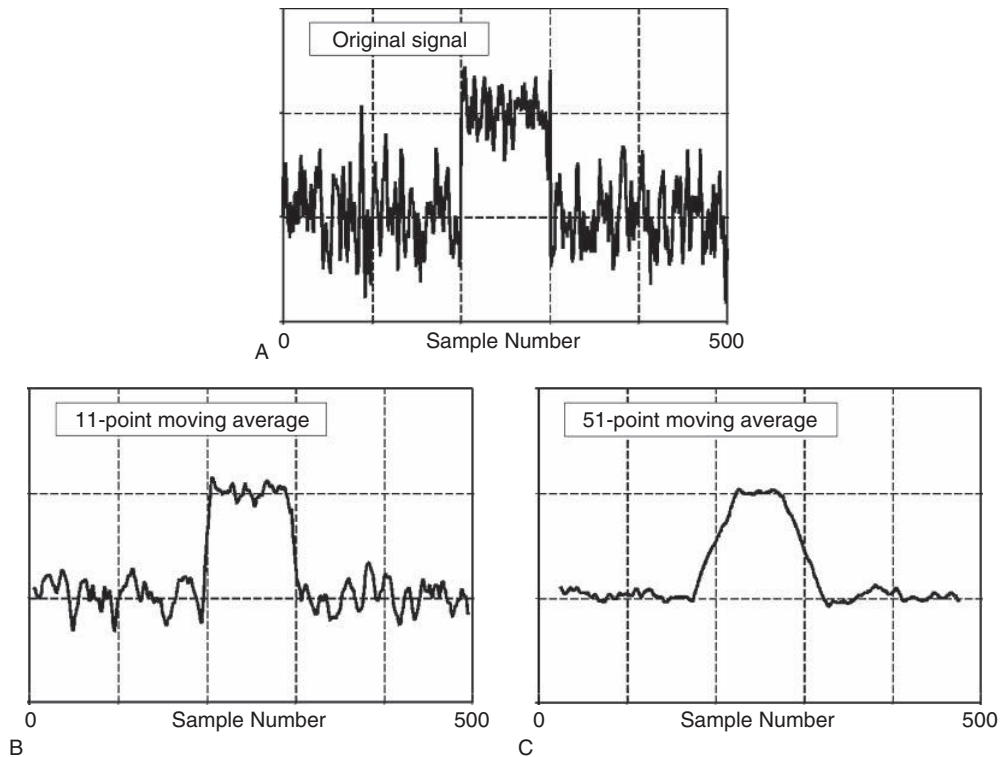 Original signal
A
0
Sample Number
500
11-point moving average
0
Sample Number
500
B
51-point moving average
0
Sample Number
500
C